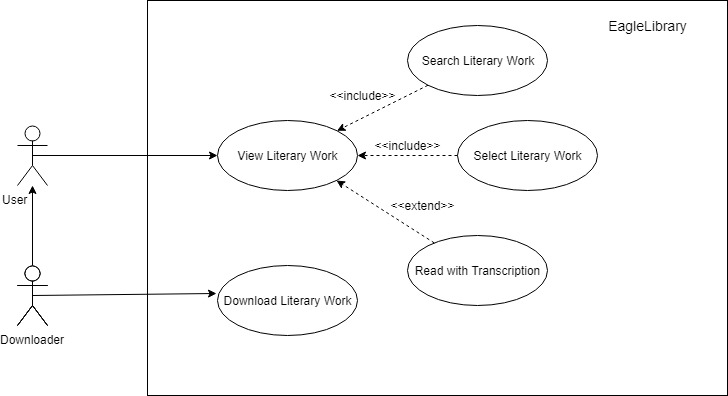 EagleLibrary
Search Literary Work
<<include>>
View Literary Work
<<include>>
Select Literary Work
User
<<extend>>
Read with Transcription
Download Literary Work
Downloader